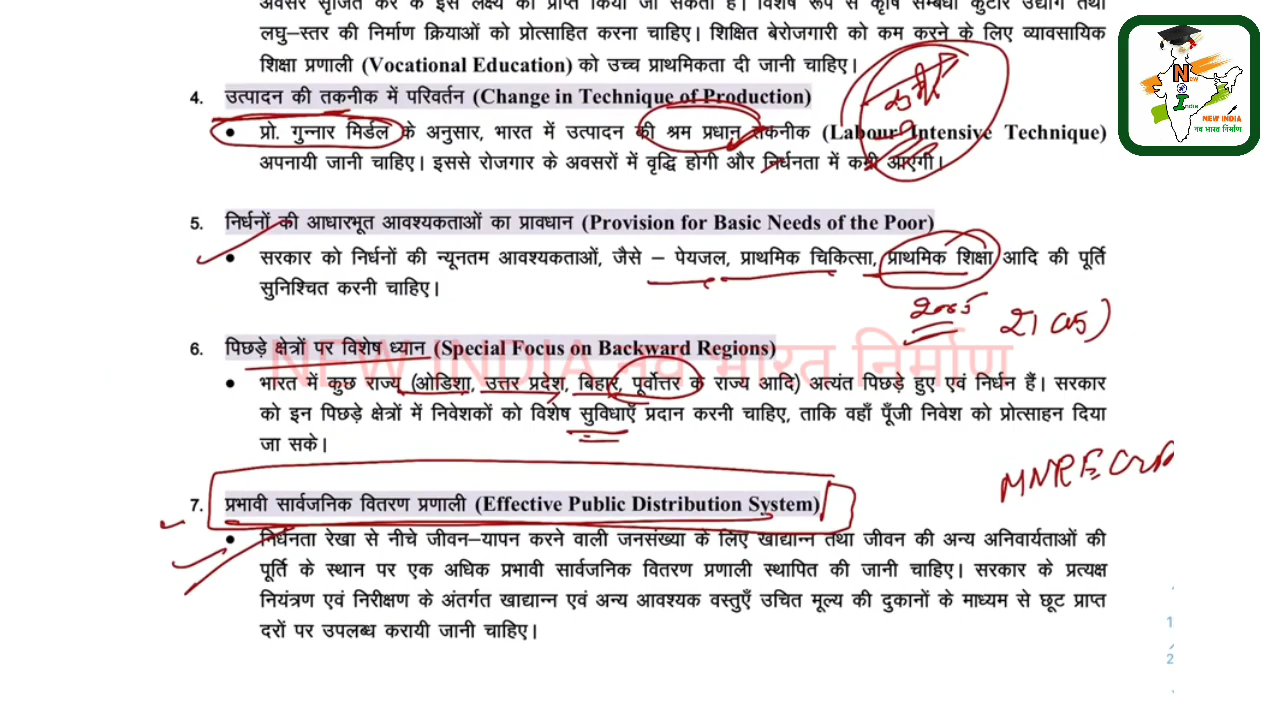 अवसर सृजित कर के इस लक्ष्य को प्राप्त किया जा सकता है। विशेष रूप से कृषि सम्बंधी कुटीर उद्योग तथा
लघु–स्तर की निर्माण क्रियाओं को प्रोत्साहित करना चाहिए। शिक्षित बेरोजगारी को कम करने के लिए व्यावसायिक
शिक्षा प्रणाली (Vocational Education) को उच्च प्राथमिकता दी जानी चाहिए।
4. उत्पादन की तकनीक में परिवर्तन (Change in Technique of Production)
• प्रो. गुन्नार मिर्डल के अनुसार, भारत में उत्पादन की श्रम प्रधान तकनीक (Labour Intensive Technique)
अपनायी जानी चाहिए। इससे रोजगार के अवसरों में वृद्धि होगी और निर्धनता में कमी आएगी।
5. निर्धनों की आधारभूत आवश्यकताओं का प्रावधान (Provision for Basic Needs of the Poor)
• सरकार को निर्धनों की न्यूनतम आवश्यकताओं, जैसे – पेयजल, प्राथमिक चिकित्सा, प्राथमिक शिक्षा आदि की पूर्ति
सुनिश्चित करनी चाहिए।
2005 21(a5)
6. पिछड़े क्षेत्रों पर विशेष ध्यान (Special Focus on Backward Regions)
NEW INDIA नव भारत निर्माण
• भारत में कुछ राज्य (ओडिशा, उत्तर प्रदेश, बिहार, पूर्वोत्तर के राज्य आदि) अत्यंत पिछड़े हुए एवं निर्धन हैं। सरकार
को इन पिछड़े क्षेत्रों में निवेशकों को विशेष सुविधाएँ प्रदान करनी चाहिए, ताकि वहाँ पूँजी निवेश को प्रोत्साहन दिया
जा सके।
7. प्रभावी सार्वजनिक वितरण प्रणाली (Effective Public Distribution System)
• निर्धनता रेखा से नीचे जीवन–यापन करने वाली जनसंख्या के लिए खाद्यान्न तथा जीवन की अन्य अनिवार्यताओं की
पूर्ति के स्थान पर एक अधिक प्रभावी सार्वजनिक वितरण प्रणाली स्थापित की जानी चाहिए। सरकार के प्रत्यक्ष
नियंत्रण एवं निरीक्षण के अंतर्गत खाद्यान्न एवं अन्य आवश्यक वस्तुएँ उचित मूल्य की दुकानों के माध्यम से छूट प्राप्त
दरों पर उपलब्ध करायी जानी चाहिए।
1
2
New
India
NEW INDIA
नव भारत निर्माण